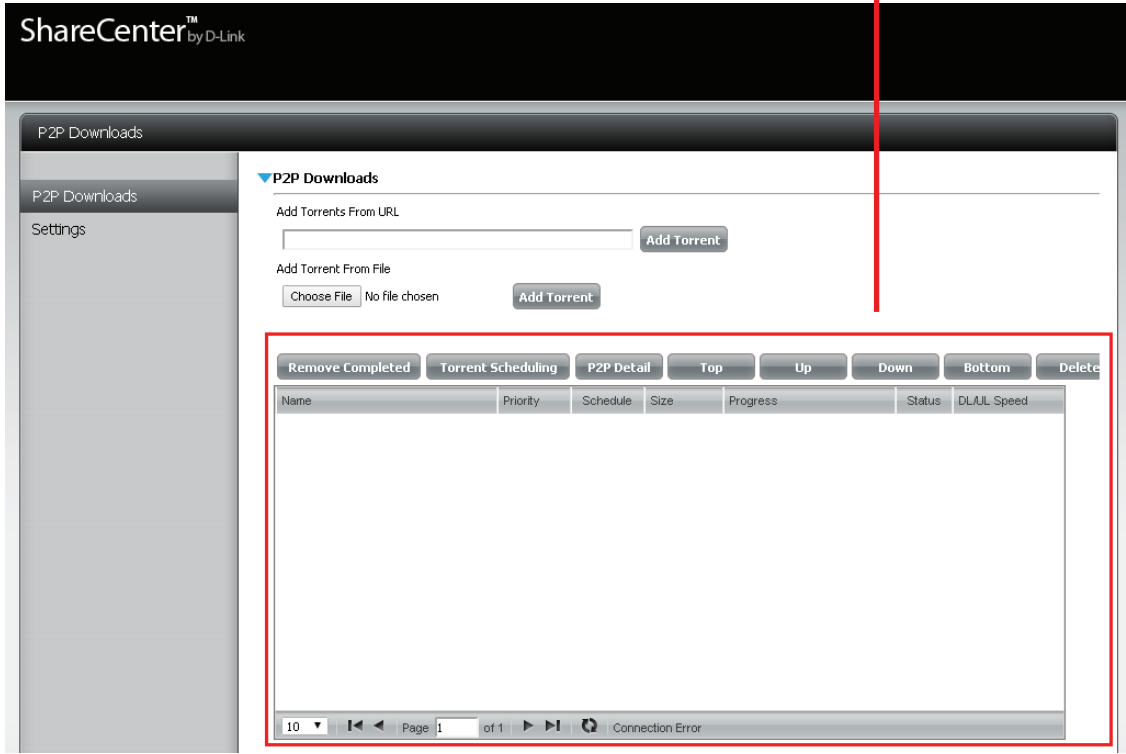 ShareCenter™ by D-Link
P2P Downloads
P2P Downloads
Settings
P2P Downloads
Add Torrents From URL
Add Torrent
Add Torrent From File
Choose File No file chosen Add Torrent
Remove Completed Torrent Scheduling P2P Detail Top Up Down Bottom Delete
Name Priority Schedule Size Progress Status DL/UL Speed
10 Page 1 of 1 Connection Error